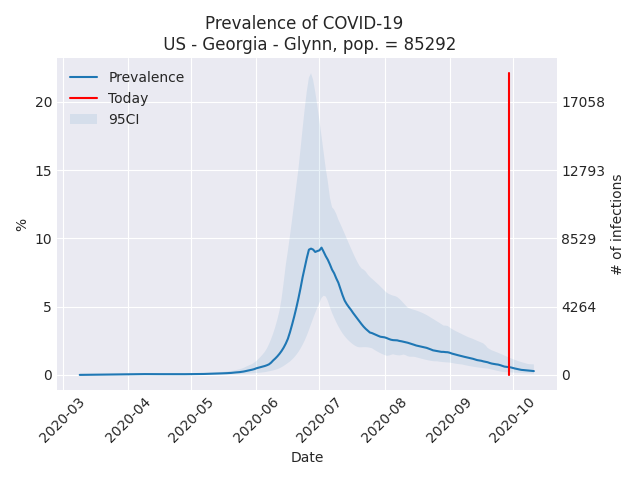 Prevalence of COVID-19
US - Georgia - Glynn, pop. = 85292
Prevalence
Today
95CI
20
15
10
5
0
%
17058
12793
8529
4264
0
# of infections
2020-03
2020-04
2020-05
2020-06
2020-07
2020-08
2020-09
2020-10
Date